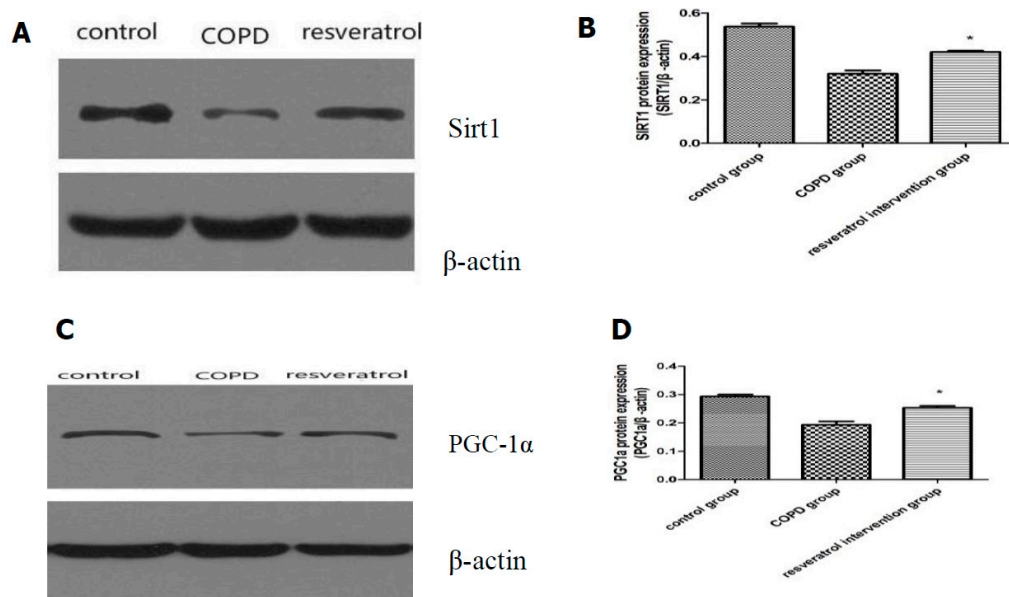 A
control COPD resveratrol
Sirt1
β-actin
B
SIRT1 protein expression
(SIRT1/β -actin)
0.6
0.4
0.2
0.0
*
control group
COPD group
resveratrol intervention group
C
control COPD resveratrol
PGC-1α
β-actin
D
PGC1a protein expression
(PGC1a/β -actin)
0.4
0.3
0.2
0.1
0.0
*
control group
COPD group
resveratrol intervention group